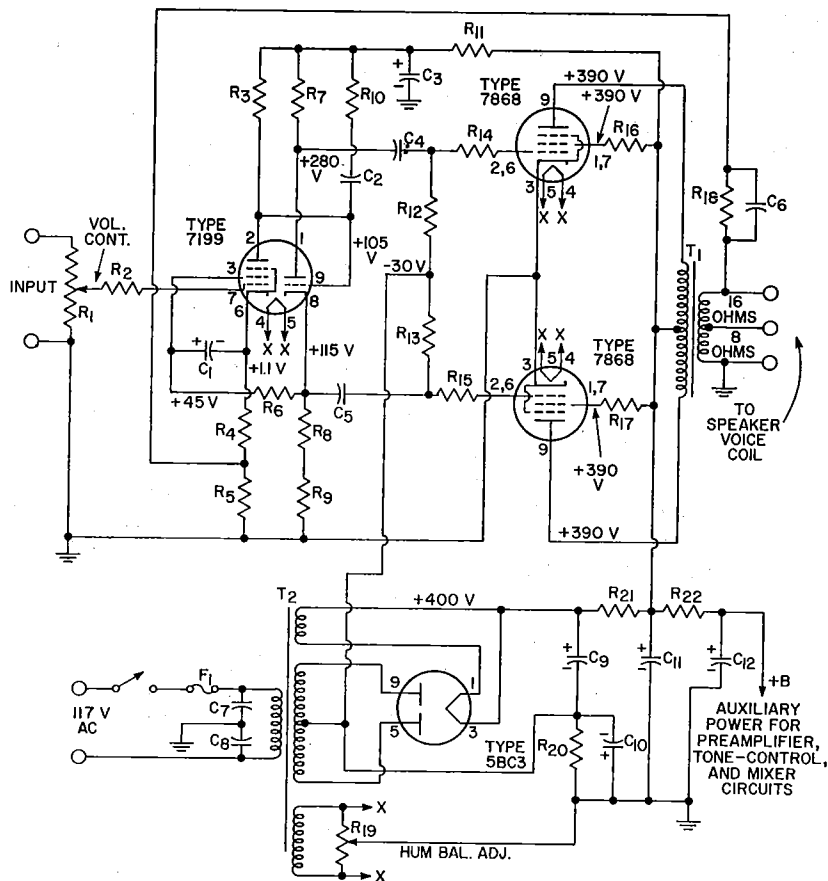 R11
TYPE
7868
+390 V
+390 V
R3
R7
R10
+
-
C3
9
R14
R16
C4
2,6
1,7
+280
V
C2
3
5
4
X
X
R18
C6
R12
VOL.
CONT.
TYPE
7199
2
1
+105
V
-30 V
T1
INPUT
R1
R2
3
7
6
9
8
4
5
X
X
16
OHMS
8
OHMS
R13
X
X
TYPE
7868
+ -
C1
+1.1 V
+115 V
3
5
4
+45 V
R6
C5
R15
2,6
1,7
R17
R4
R8
9
+390
V
TO
SPEAKER
VOICE
COIL
R5
R9
+390 V
T2
+400 V
R21
R22
F1
9
1
+
-
C9
+
-
C11
+
-
C12
+B
117 V
AC
C7
C8
5
3
TYPE
5BC3
R20
-
+
C10
AUXILIARY
POWER FOR
PREAMPLIFIER,
TONE-CONTROL,
AND MIXER
CIRCUITS
X
R19
HUM BAL. ADJ.
X